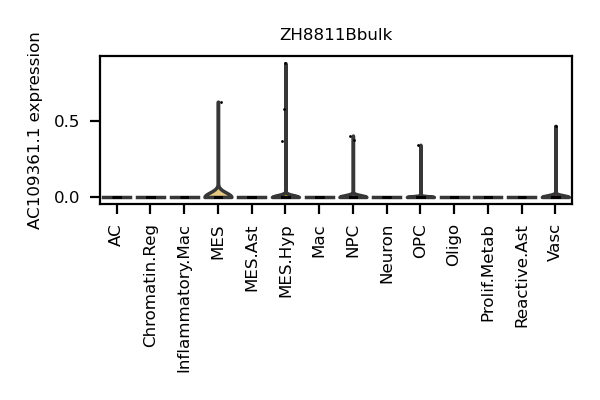 ZH8811Bbulk
AC109361.1 expression
0.5
0.0
AC
Chromatin.Reg
Inflammatory.Mac
MES
MES.Ast
MES.Hyp
Mac
NPC
Neuron
OPC
Oligo
Prolif.Metab
Reactive.Ast
Vasc